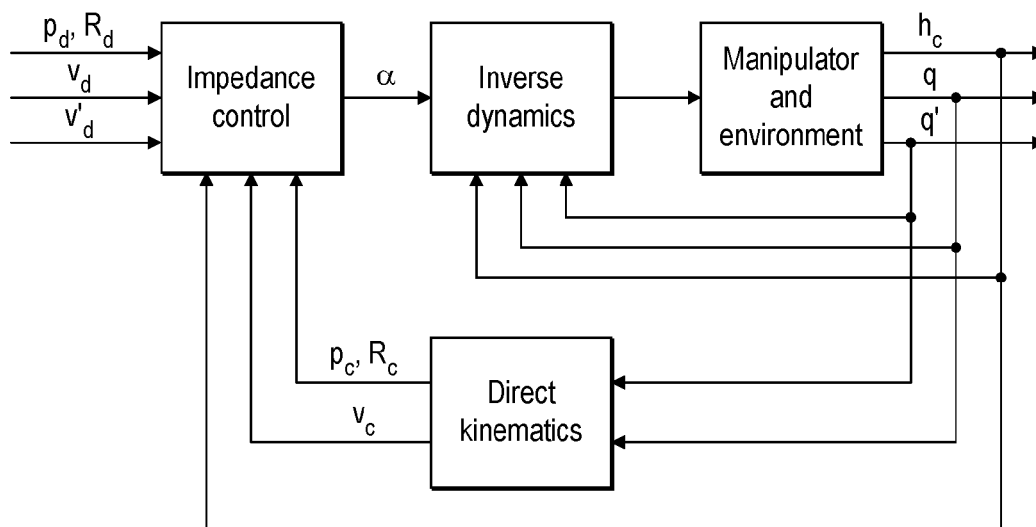 p_d, R_d
v_d
v'_d
Impedance
control
α
Inverse
dynamics
Manipulator
and
environment
h_c
q
q'
p_c, R_c
v_c
Direct
kinematics